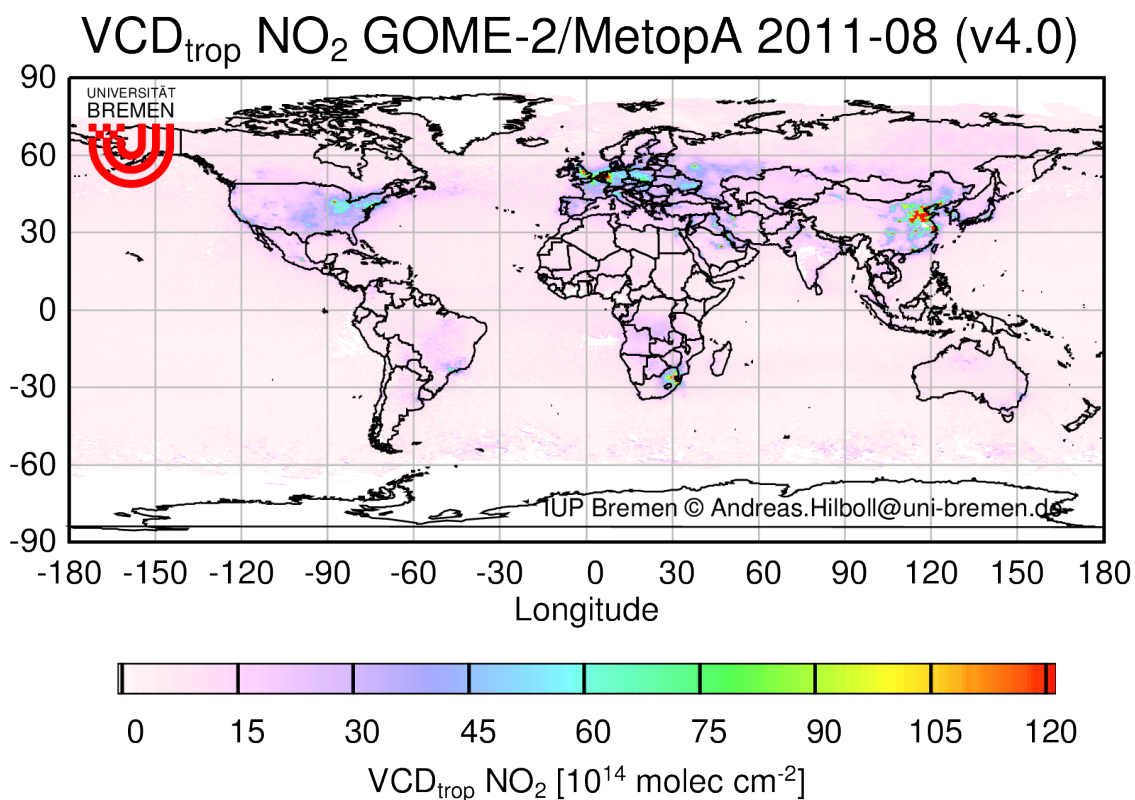 VCDtrop NO2 GOME-2/MetopA 2011-08 (v4.0)
90
UNIVERSITÄT
BREMEN
60
30
0
-30
-60
IUP Bremen © Andreas.Hilboll@uni-bremen.de
-90
-180 -150 -120 -90 -60 -30 0 30 60 90 120 150 180
Longitude
0 15 30 45 60 75 90 105 120
VCDtrop NO2 [10^14 molec cm^-2]